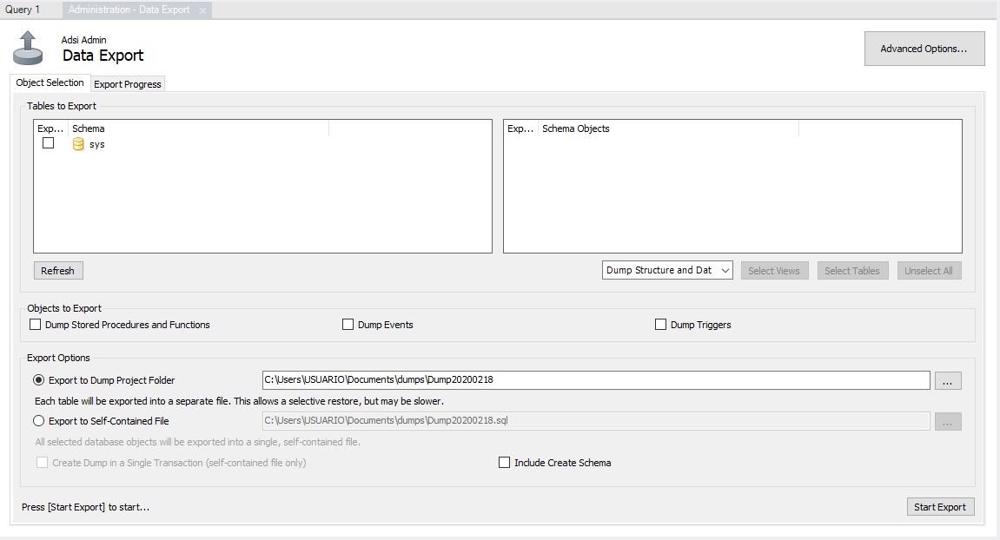 Query 1
Administration - Data Export
Adsi Admin
Data Export
Advanced Options...
Object Selection
Export Progress
Tables to Export
Exp... Schema
sys
Exp... Schema Objects
Refresh
Dump Structure and Dat
Select Views
Select Tables
Unselect All
Objects to Export
Dump Stored Procedures and Functions
Dump Events
Dump Triggers
Export Options
Export to Dump Project Folder
C:\Users\USUARIO\Documents\dumps\Dump20200218
...
Each table will be exported into a separate file. This allows a selective restore, but may be slower.
Export to Self-Contained File
C:\Users\USUARIO\Documents\dumps\Dump20200218.sql
...
All selected database objects will be exported into a single, self-contained file.
Create Dump in a Single Transaction (self-contained file only)
Include Create Schema
Press [Start Export] to start...
Start Export